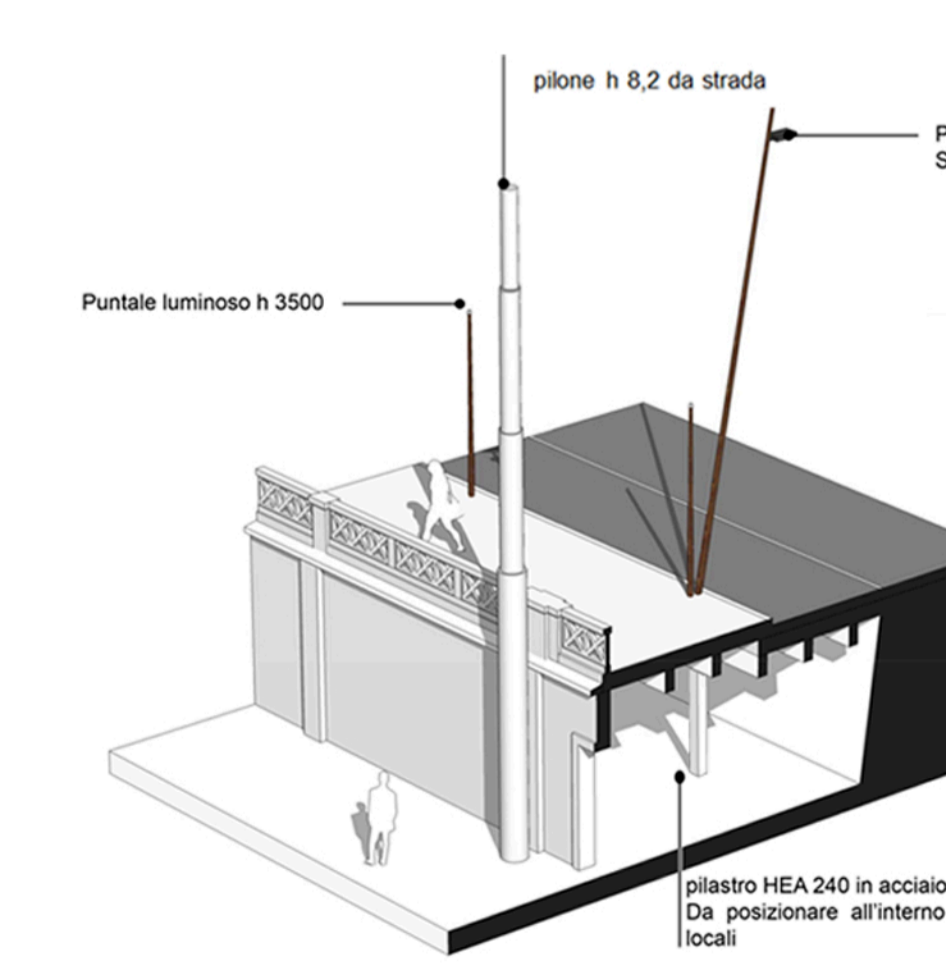 pilone h 8,2 da strada
P
S
Puntale luminoso h 3500
pilastro HEA 240 in acciaio
Da posizionare all'interno
locali